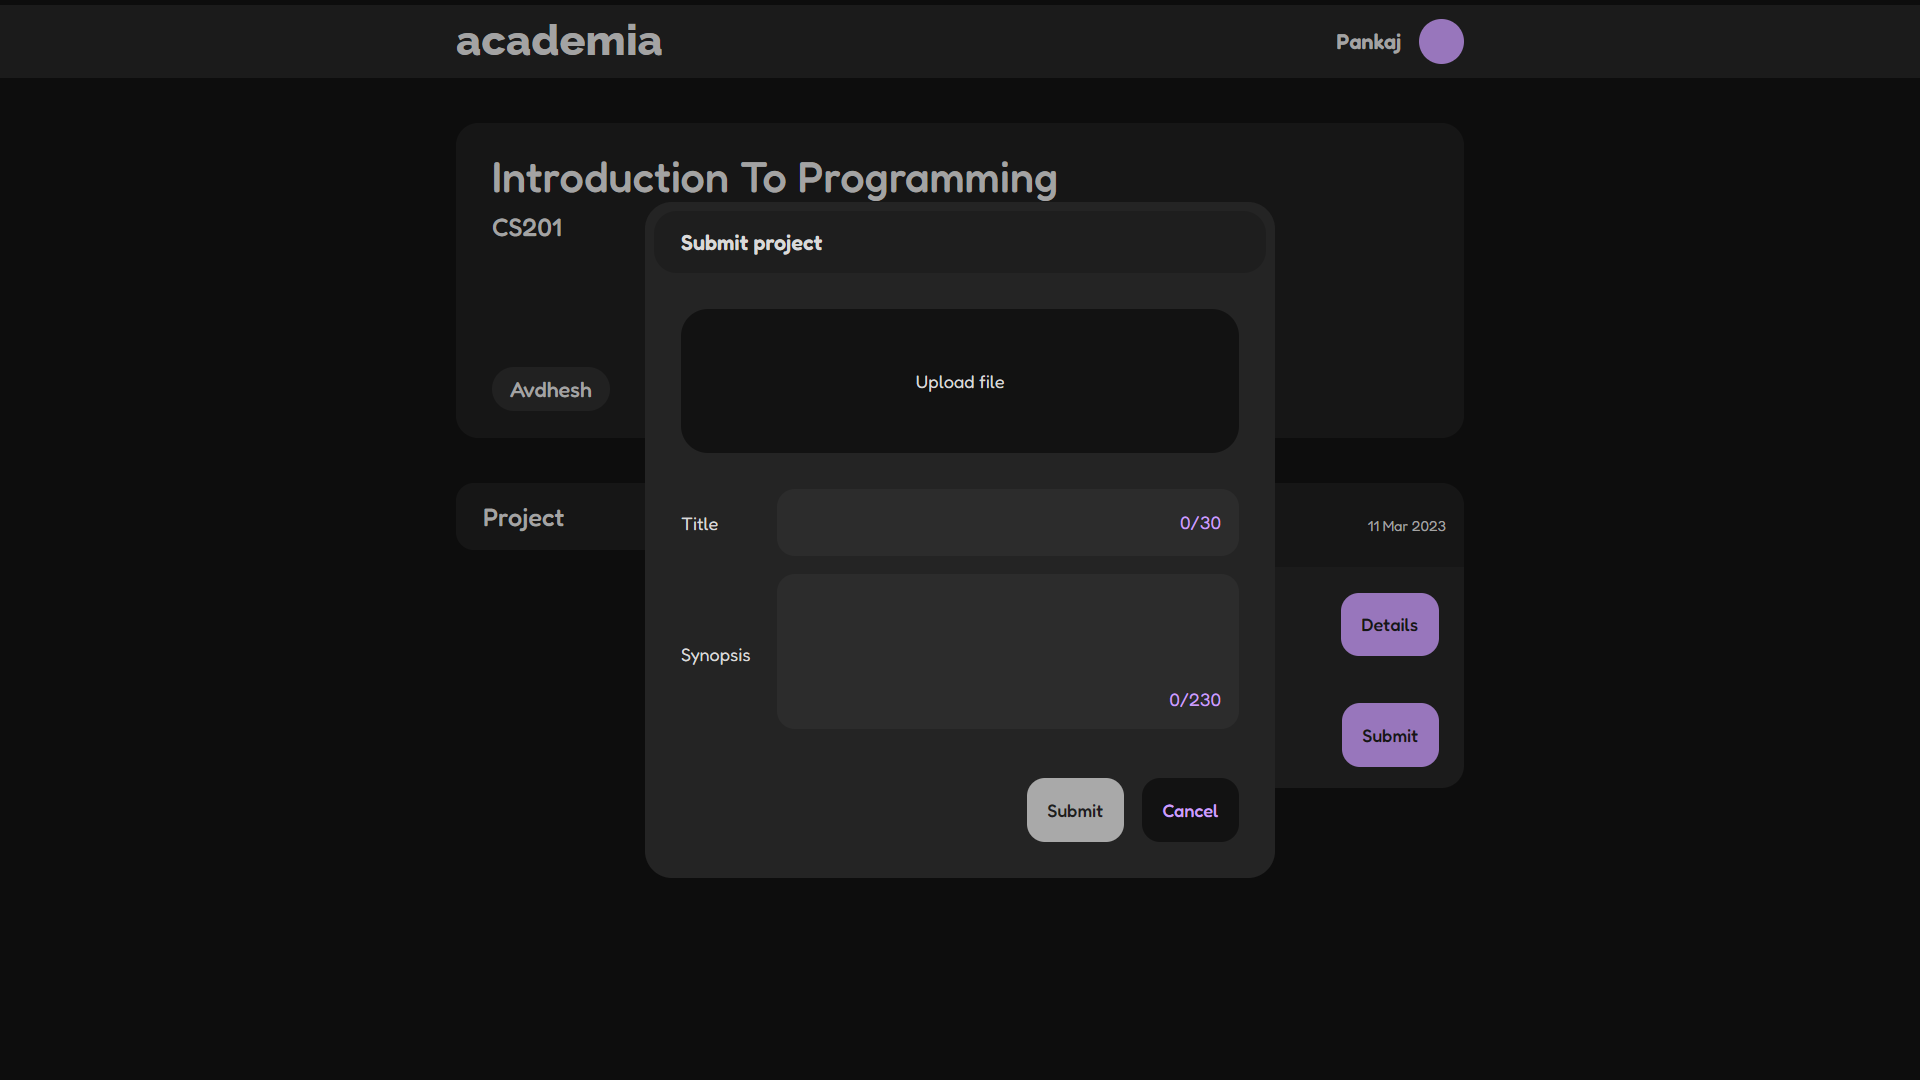 academia
Pankaj
Introduction To Programming
CS201
Avdhesh
Submit project
Upload file
Title
0/30
Synopsis
0/230
Submit
Cancel
Project
11 Mar 2023
Details
Submit